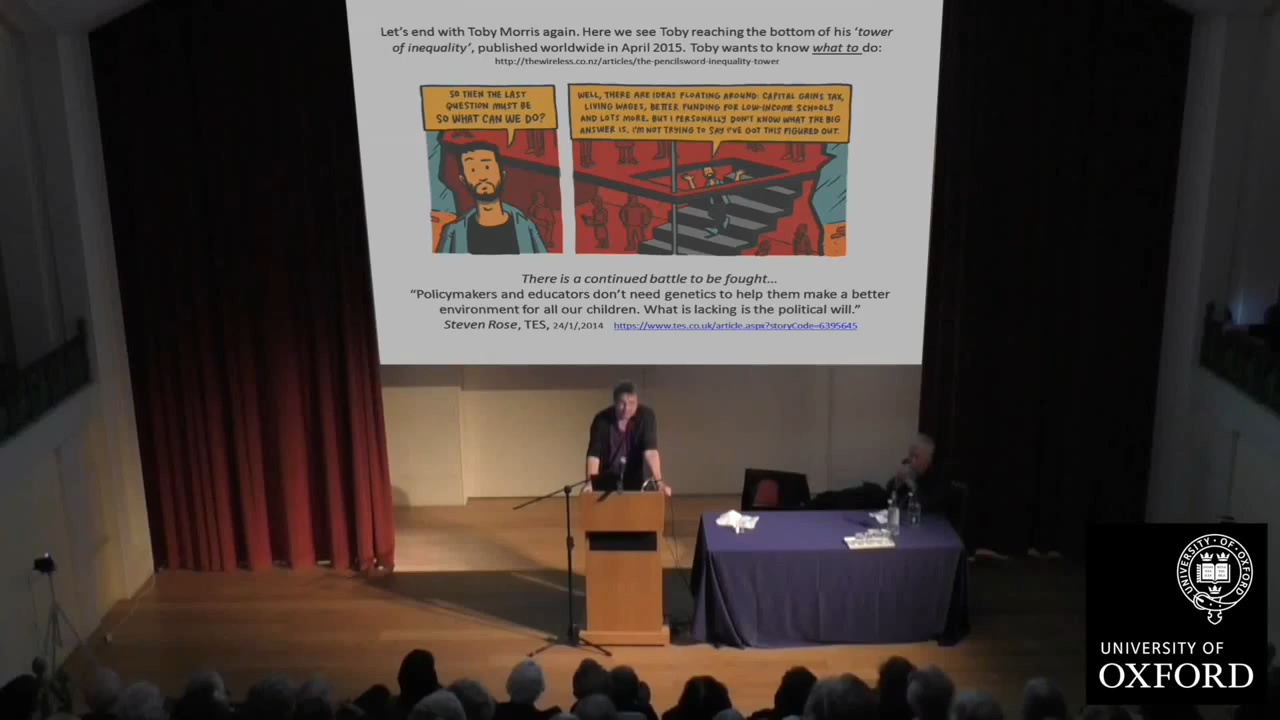 Let's end with Toby Morris again. Here we see Toby reaching the bottom of his 'tower
of inequality', published worldwide in April 2015. Toby wants to know what to do:
http://thewireless.co.nz/articles/the-pencilsword-inequality-tower
SO THEN THE LAST
QUESTION MUST BE
SO WHAT CAN WE DO?
WELL, THERE ARE IDEAS FLOATING AROUND: CAPITAL GAINS TAX,
LIVING WAGES, BETTER FUNDING FOR LOW-INCOME SCHOOLS
AND LOTS MORE. BUT I PERSONALLY DON'T KNOW WHAT THE BIG
ANSWER IS. I'M NOT TRYING TO SAY I'VE GOT THIS FIGURED OUT.
There is a continued battle to be fought...
"Policymakers and educators don't need genetics to help them make a better
environment for all our children. What is lacking is the political will."
Steven Rose, TES, 24/1/,2014 https://www.tes.co.uk/article.aspx?storyCode=6395645
UNIVERSITY OF OXFORD
UNIVERSITY OF
OXFORD